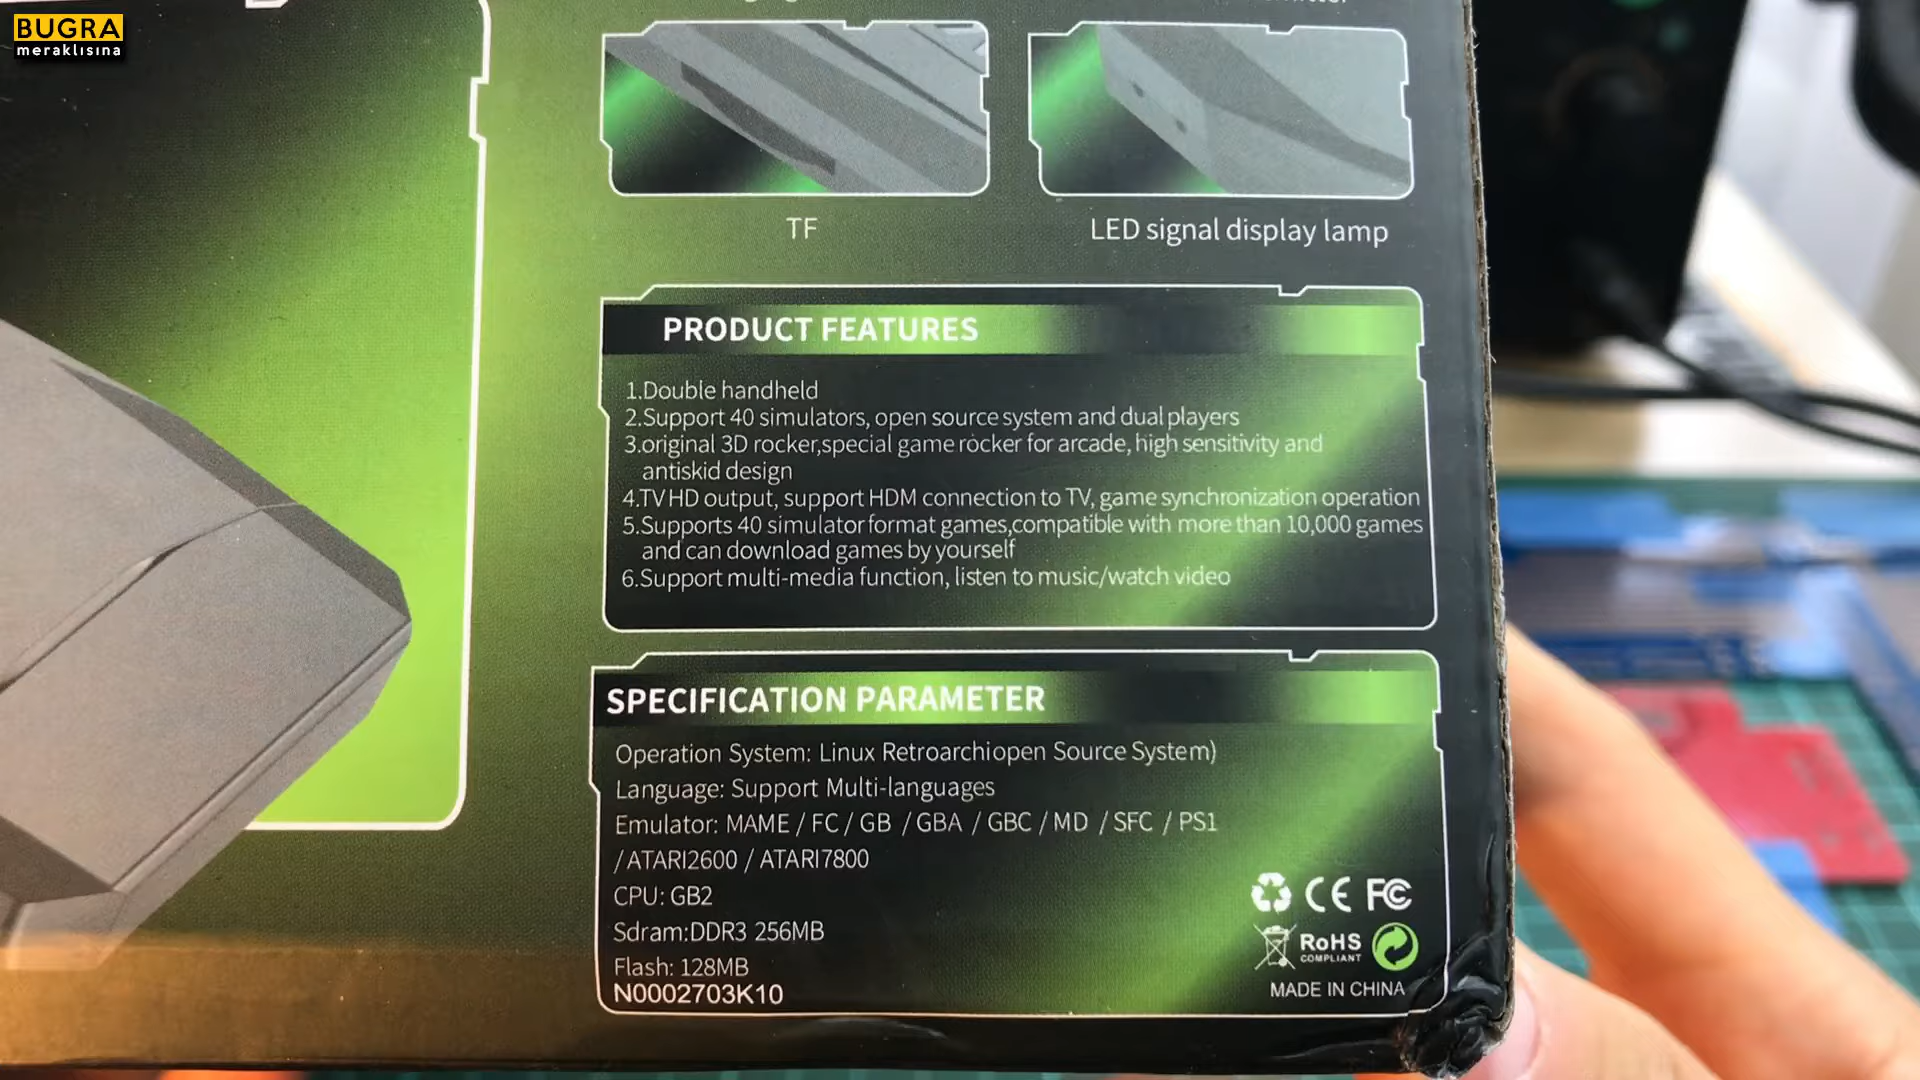 BUGRA
meraklısına
TF
LED signal display lamp
PRODUCT FEATURES
1.Double handheld
2.Support 40 simulators, open source system and dual players
3.original 3D rocker,special game rocker for arcade, high sensitivity and
antiskid design
4.TV HD output, support HDM connection to TV, game synchronization operation
5.Supports 40 simulator format games,compatible with more than 10,000 games
and can download games by yourself
6.Support multi-media function, listen to music/watch video
SPECIFICATION PARAMETER
Operation System: Linux Retroarchiopen Source System)
Language: Support Multi-languages
Emulator: MAME / FC / GB / GBA / GBC / MD / SFC / PS1
/ ATARI2600 / ATARI7800
CPU: GB2
Sdram:DDR3 256MB
Flash: 128MB
N0002703K10
CE FC
RoHS
COMPLIANT
MADE IN CHINA